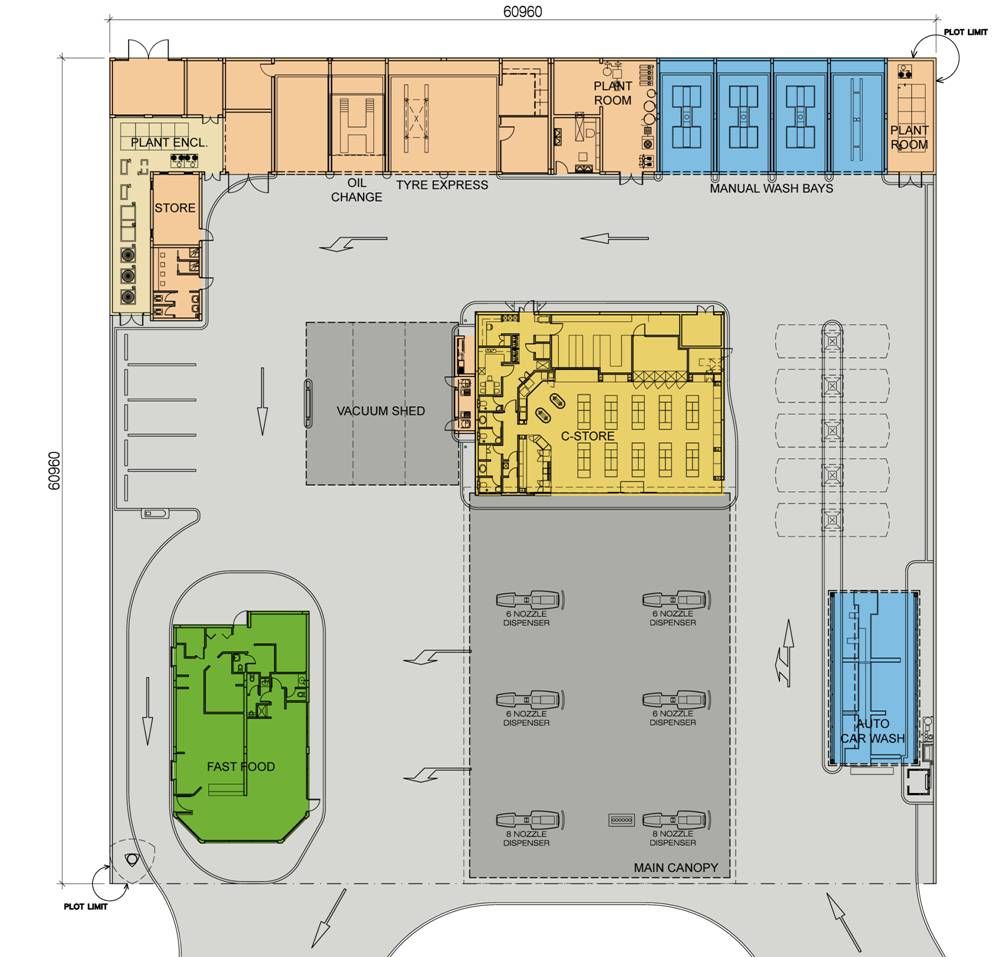 60960
PLOT LIMIT
PLANT
ROOM
PLANT
ROOM
PLANT ENCL.
OIL
CHANGE
TYRE EXPRESS
MANUAL WASH BAYS
STORE
VACUUM SHED
C-STORE
60960
6 NOZZLE
DISPENSER
6 NOZZLE
DISPENSER
6 NOZZLE
DISPENSER
6 NOZZLE
DISPENSER
AUTO
CAR WASH
FAST FOOD
8 NOZZLE
DISPENSER
8 NOZZLE
DISPENSER
MAIN CANOPY
PLOT LIMIT